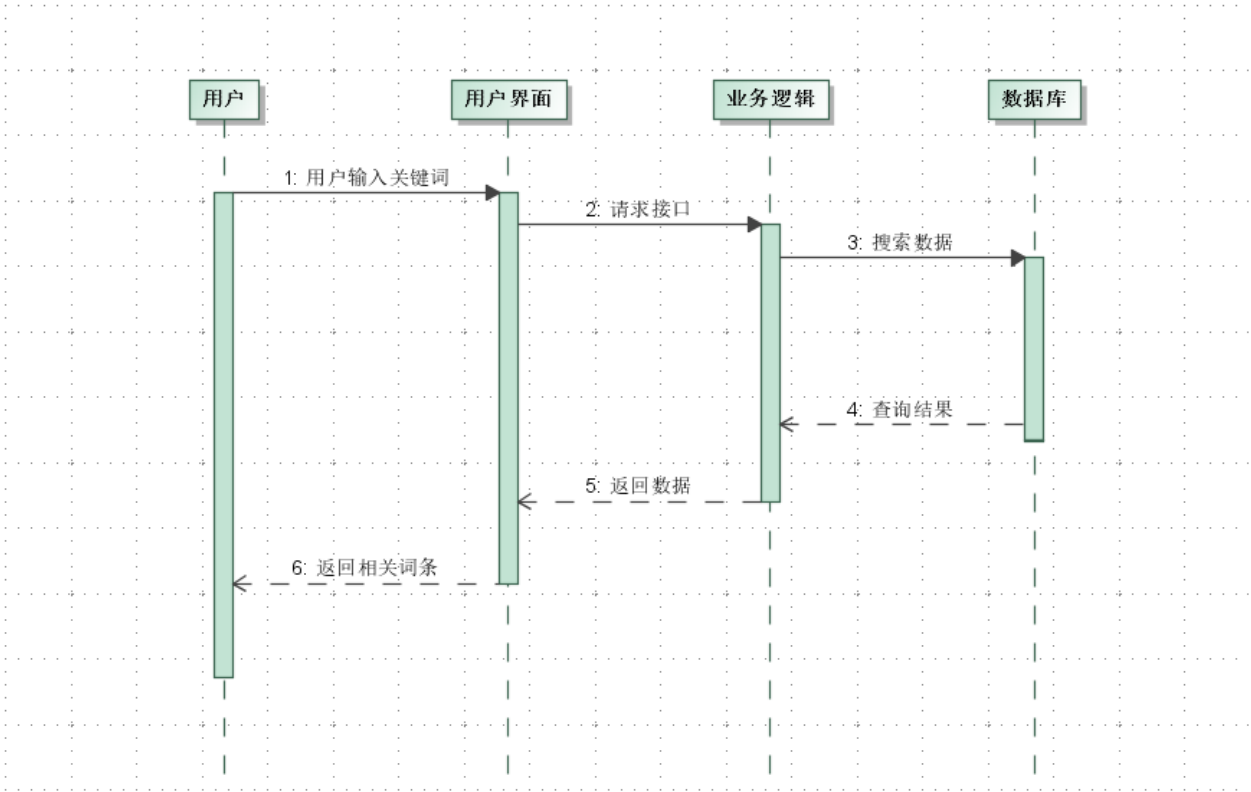 用户
用户界面
业务逻辑
数据库
1: 用户输入关键词
2: 请求接口
3: 搜索数据
4: 查询结果
5: 返回数据
6: 返回相关词条